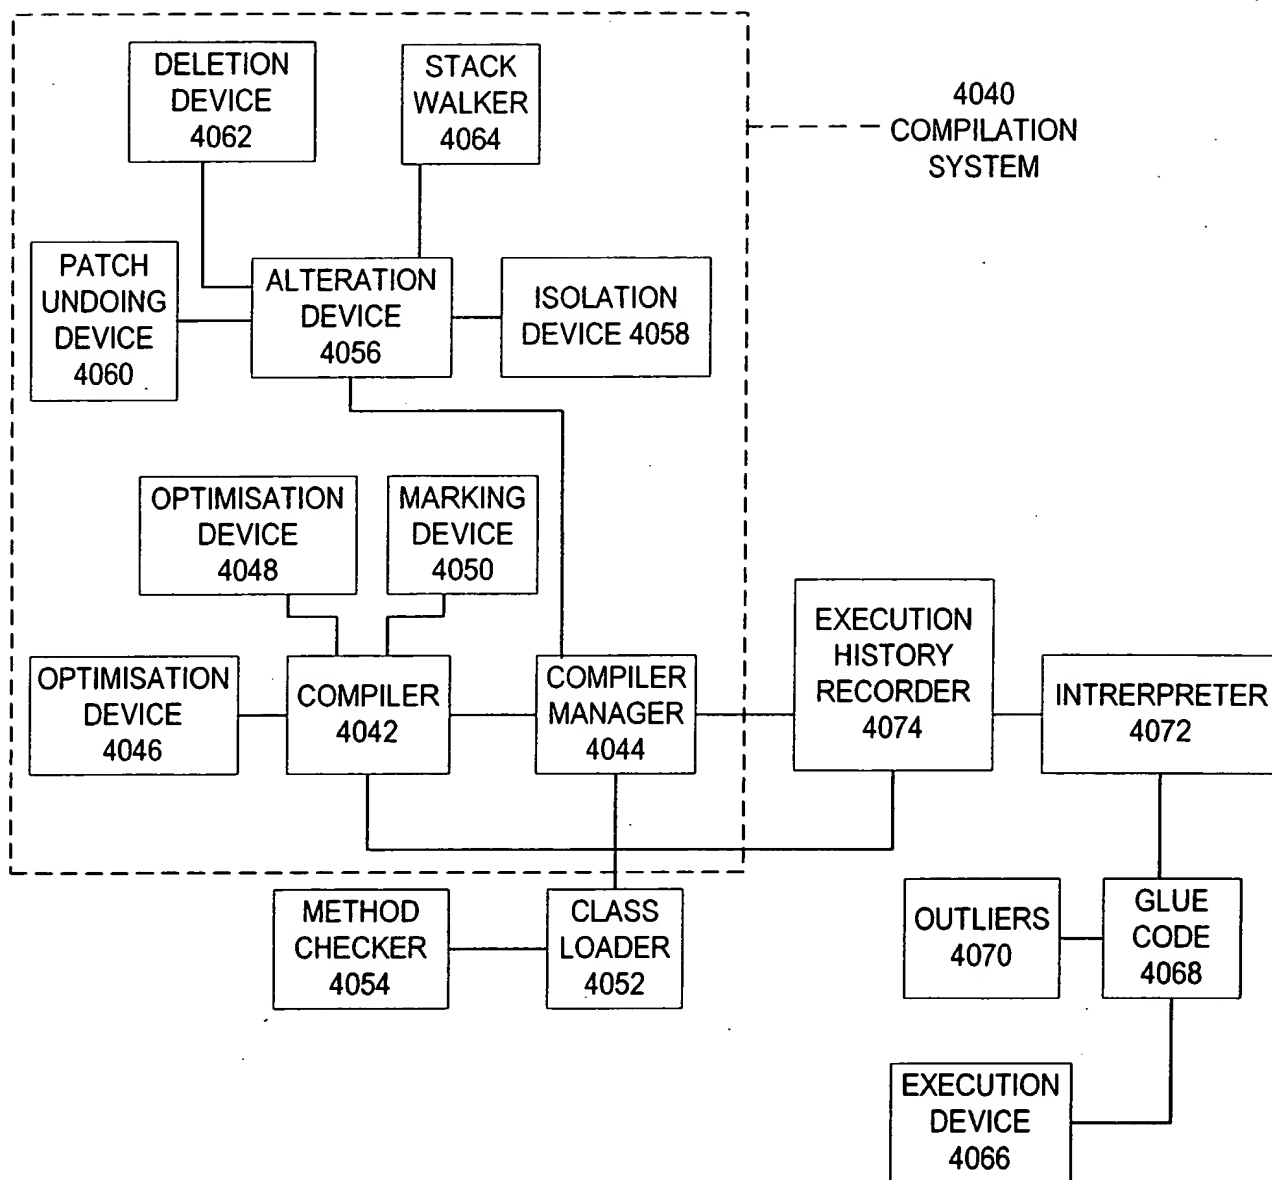 DELETION
DEVICE
4062
STACK
WALKER
4064
4040
COMPILATION
SYSTEM
PATCH
UNDOING
DEVICE
4060
ALTERATION
DEVICE
4056
ISOLATION
DEVICE 4058
OPTIMISATION
DEVICE
4048
MARKING
DEVICE
4050
OPTIMISATION
DEVICE
4046
COMPILER
4042
COMPILER
MANAGER
4044
EXECUTION
HISTORY
RECORDER
4074
INTRERPRETER
4072
METHOD
CHECKER
4054
CLASS
LOADER
4052
OUTLIERS
4070
GLUE
CODE
4068
EXECUTION
DEVICE
4066